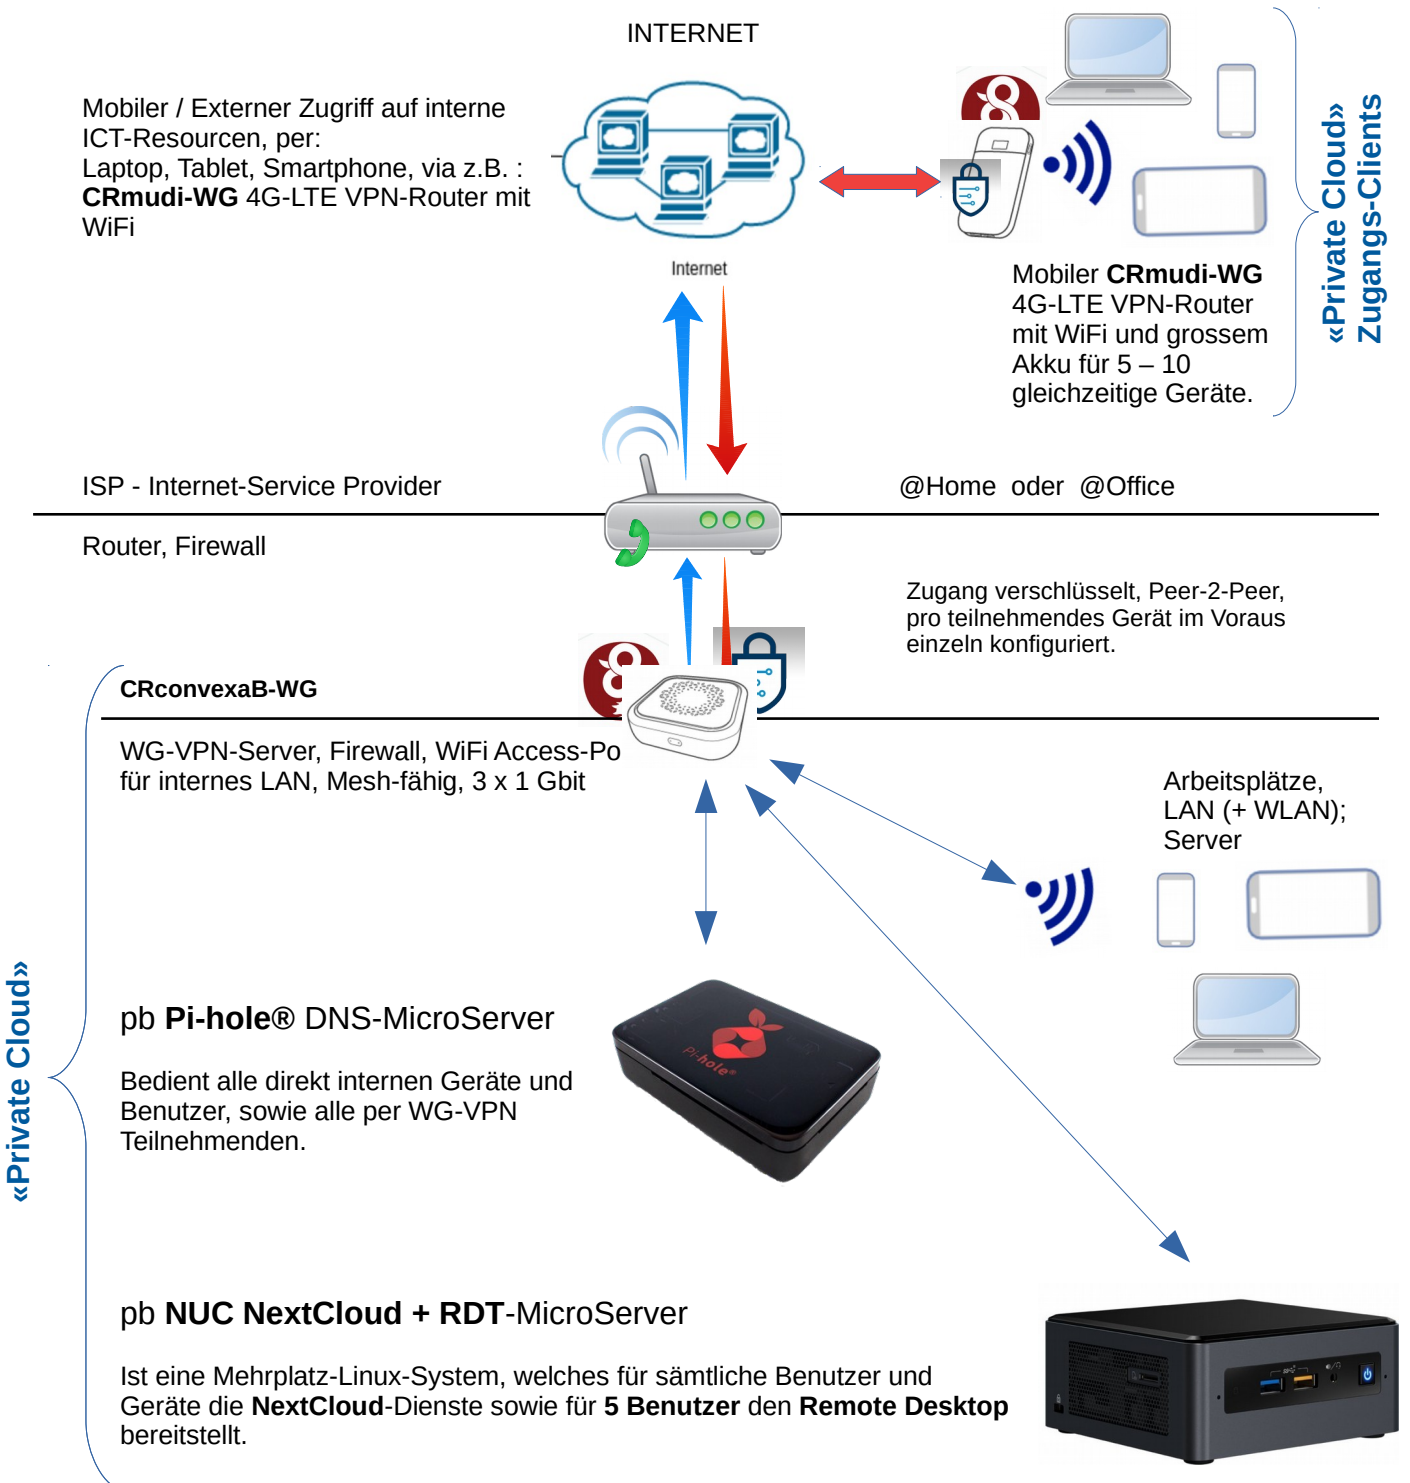 INTERNET
Mobiler / Externer Zugriff auf interne
ICT-Resourcen, per:
Laptop, Tablet, Smartphone, via z.B. :
CRmudi-WG 4G-LTE VPN-Router mit
WiFi
Internet
Mobiler CRmudi-WG
4G-LTE VPN-Router
mit WiFi und grossem
Akku für 5 – 10
gleichzeitige Geräte.
«Private Cloud»
Zugangs-Clients
ISP - Internet-Service Provider
@Home oder @Office
Router, Firewall
Zugang verschlüsselt, Peer-2-Peer,
pro teilnehmendes Gerät im Voraus
einzeln konfiguriert.
CRconvexaB-WG
WG-VPN-Server, Firewall, WiFi Access-Po
für internes LAN, Mesh-fähig, 3 x 1 Gbit
Arbeitsplätze,
LAN (+ WLAN);
Server
«Private Cloud»
pb Pi-hole® DNS-MicroServer
Pi-hole®
Bedient alle direkt internen Geräte und
Benutzer, sowie alle per WG-VPN
Teilnehmenden.
pb NUC NextCloud + RDT-MicroServer
Ist eine Mehrplatz-Linux-System, welches für sämtliche Benutzer und
Geräte die NextCloud-Dienste sowie für 5 Benutzer den Remote Desktop
bereitstellt.